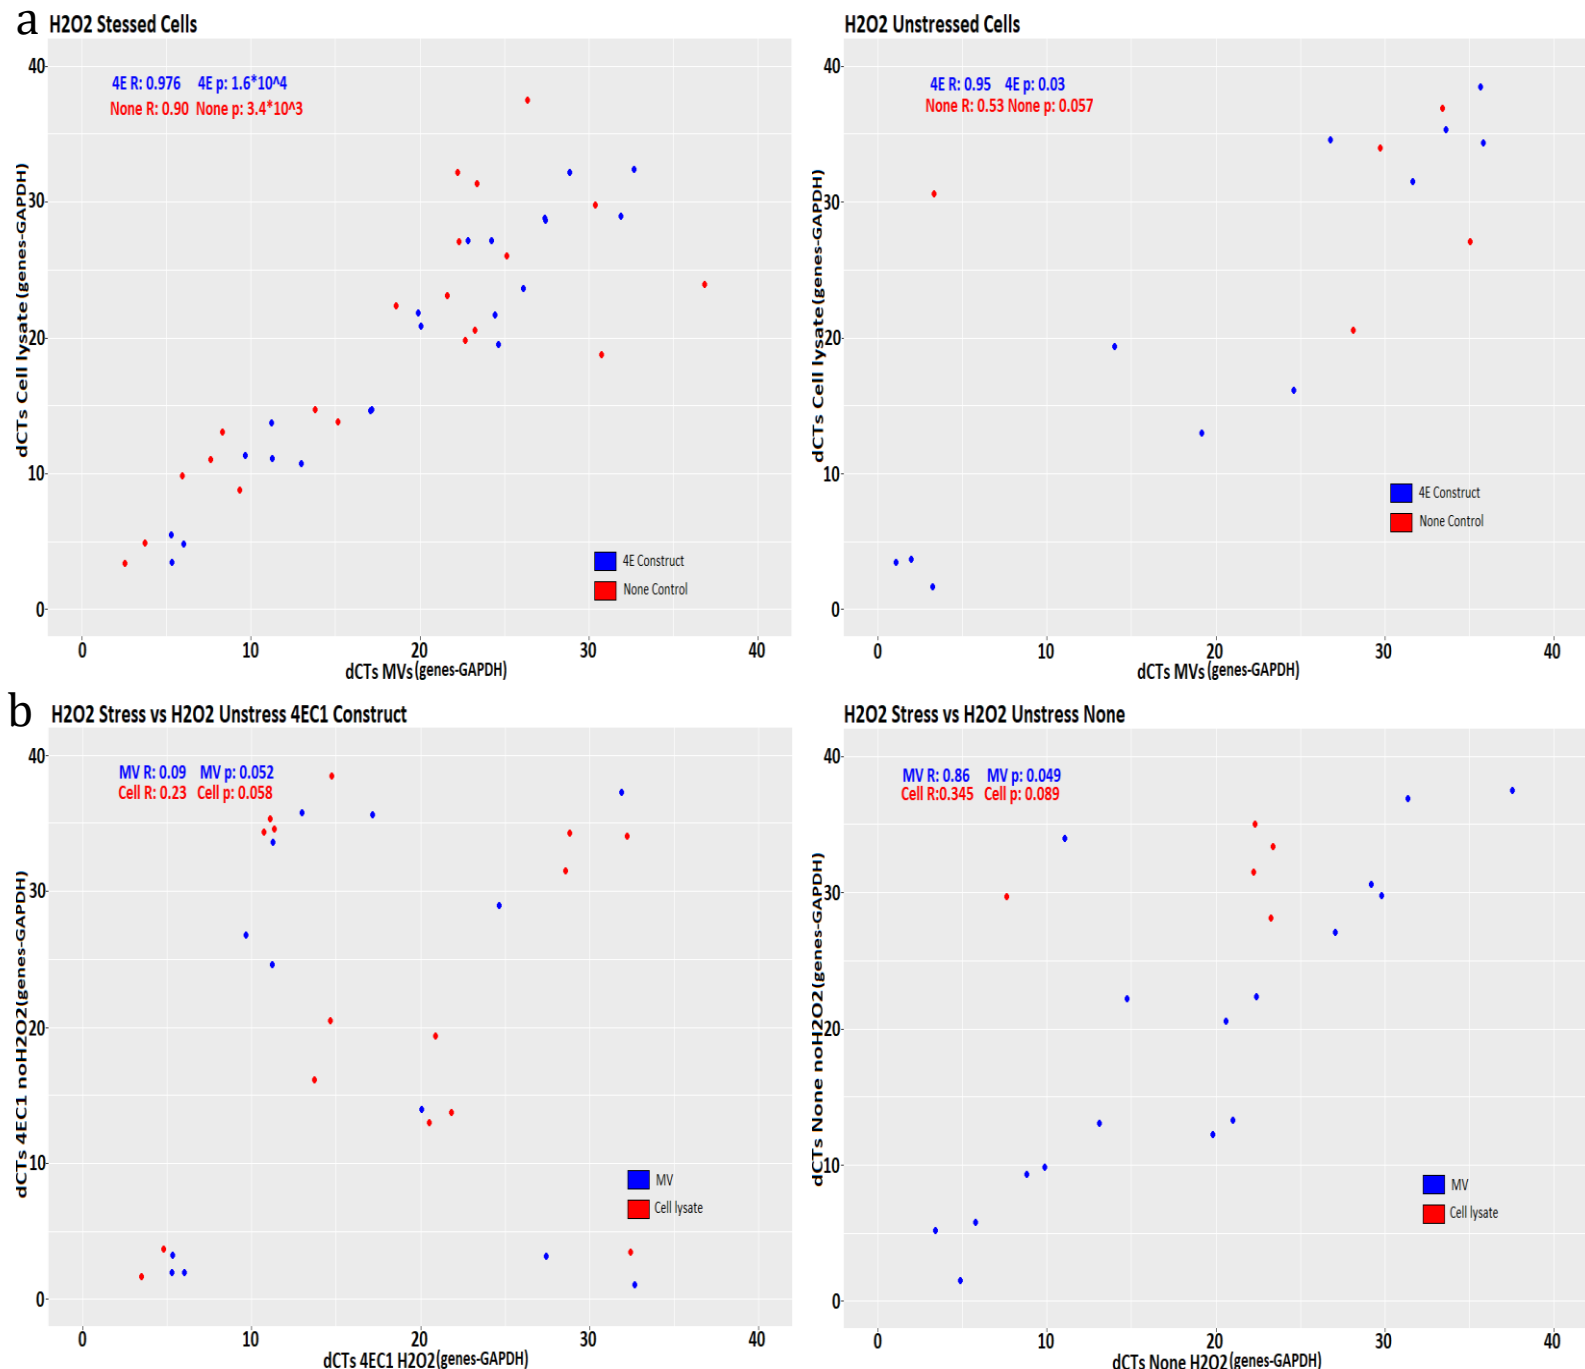 a
H2O2 Stessed Cells
4E R: 0.976 4E p: 1.6*10^4
None R: 0.90 None p: 3.4*10^3
dCTs Cell lysate(genes-GAPDH)
40
30
20
10
0
4E Construct
None Control
0 10 20 30 40
dCTs MVs(genes-GAPDH)
H2O2 Unstressed Cells
4E R: 0.95 4E p: 0.03
None R: 0.53 None p: 0.057
dCTs Cell lysate(genes-GAPDH)
40
30
20
10
0
4E Construct
None Control
0 10 20 30 40
dCTs MVs(genes-GAPDH)
b
H2O2 Stress vs H2O2 Unstress 4EC1 Construct
MV R: 0.09 MV p: 0.052
Cell R: 0.23 Cell p: 0.058
dCTs 4EC1 noH2O2(genes-GAPDH)
40
30
20
10
0
MV
Cell lysate
0 10 20 30 40
dCTs 4EC1 H2O2(genes-GAPDH)
H2O2 Stress vs H2O2 Unstress None
MV R: 0.86 MV p: 0.049
Cell R:0.345 Cell p: 0.089
dCTs None noH2O2(genes-GAPDH)
40
30
20
10
0
MV
Cell lysate
0 10 20 30 40
dCTs None H2O2(genes-GAPDH)